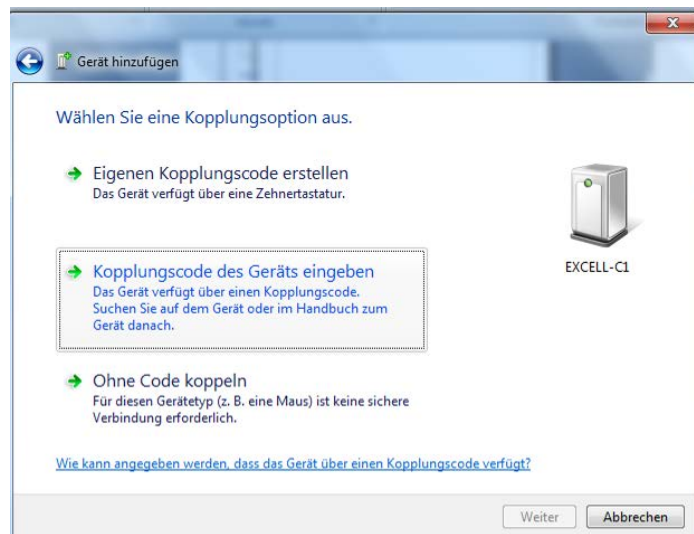 Gerät hinzufügen
Wählen Sie eine Kopplungsoption aus.
Eigenen Kopplungscode erstellen
Das Gerät verfügt über eine Zehnertastatur.
Kopplungscode des Geräts eingeben
Das Gerät verfügt über einen Kopplungscode.
Suchen Sie auf dem Gerät oder im Handbuch zum
Gerät danach.
EXCELL-C1
Ohne Code koppeln
Für diesen Gerätetyp (z. B. eine Maus) ist keine sichere
Verbindung erforderlich.
Wie kann angegeben werden, dass das Gerät über einen Kopplungscode verfügt?
Weiter
Abbrechen